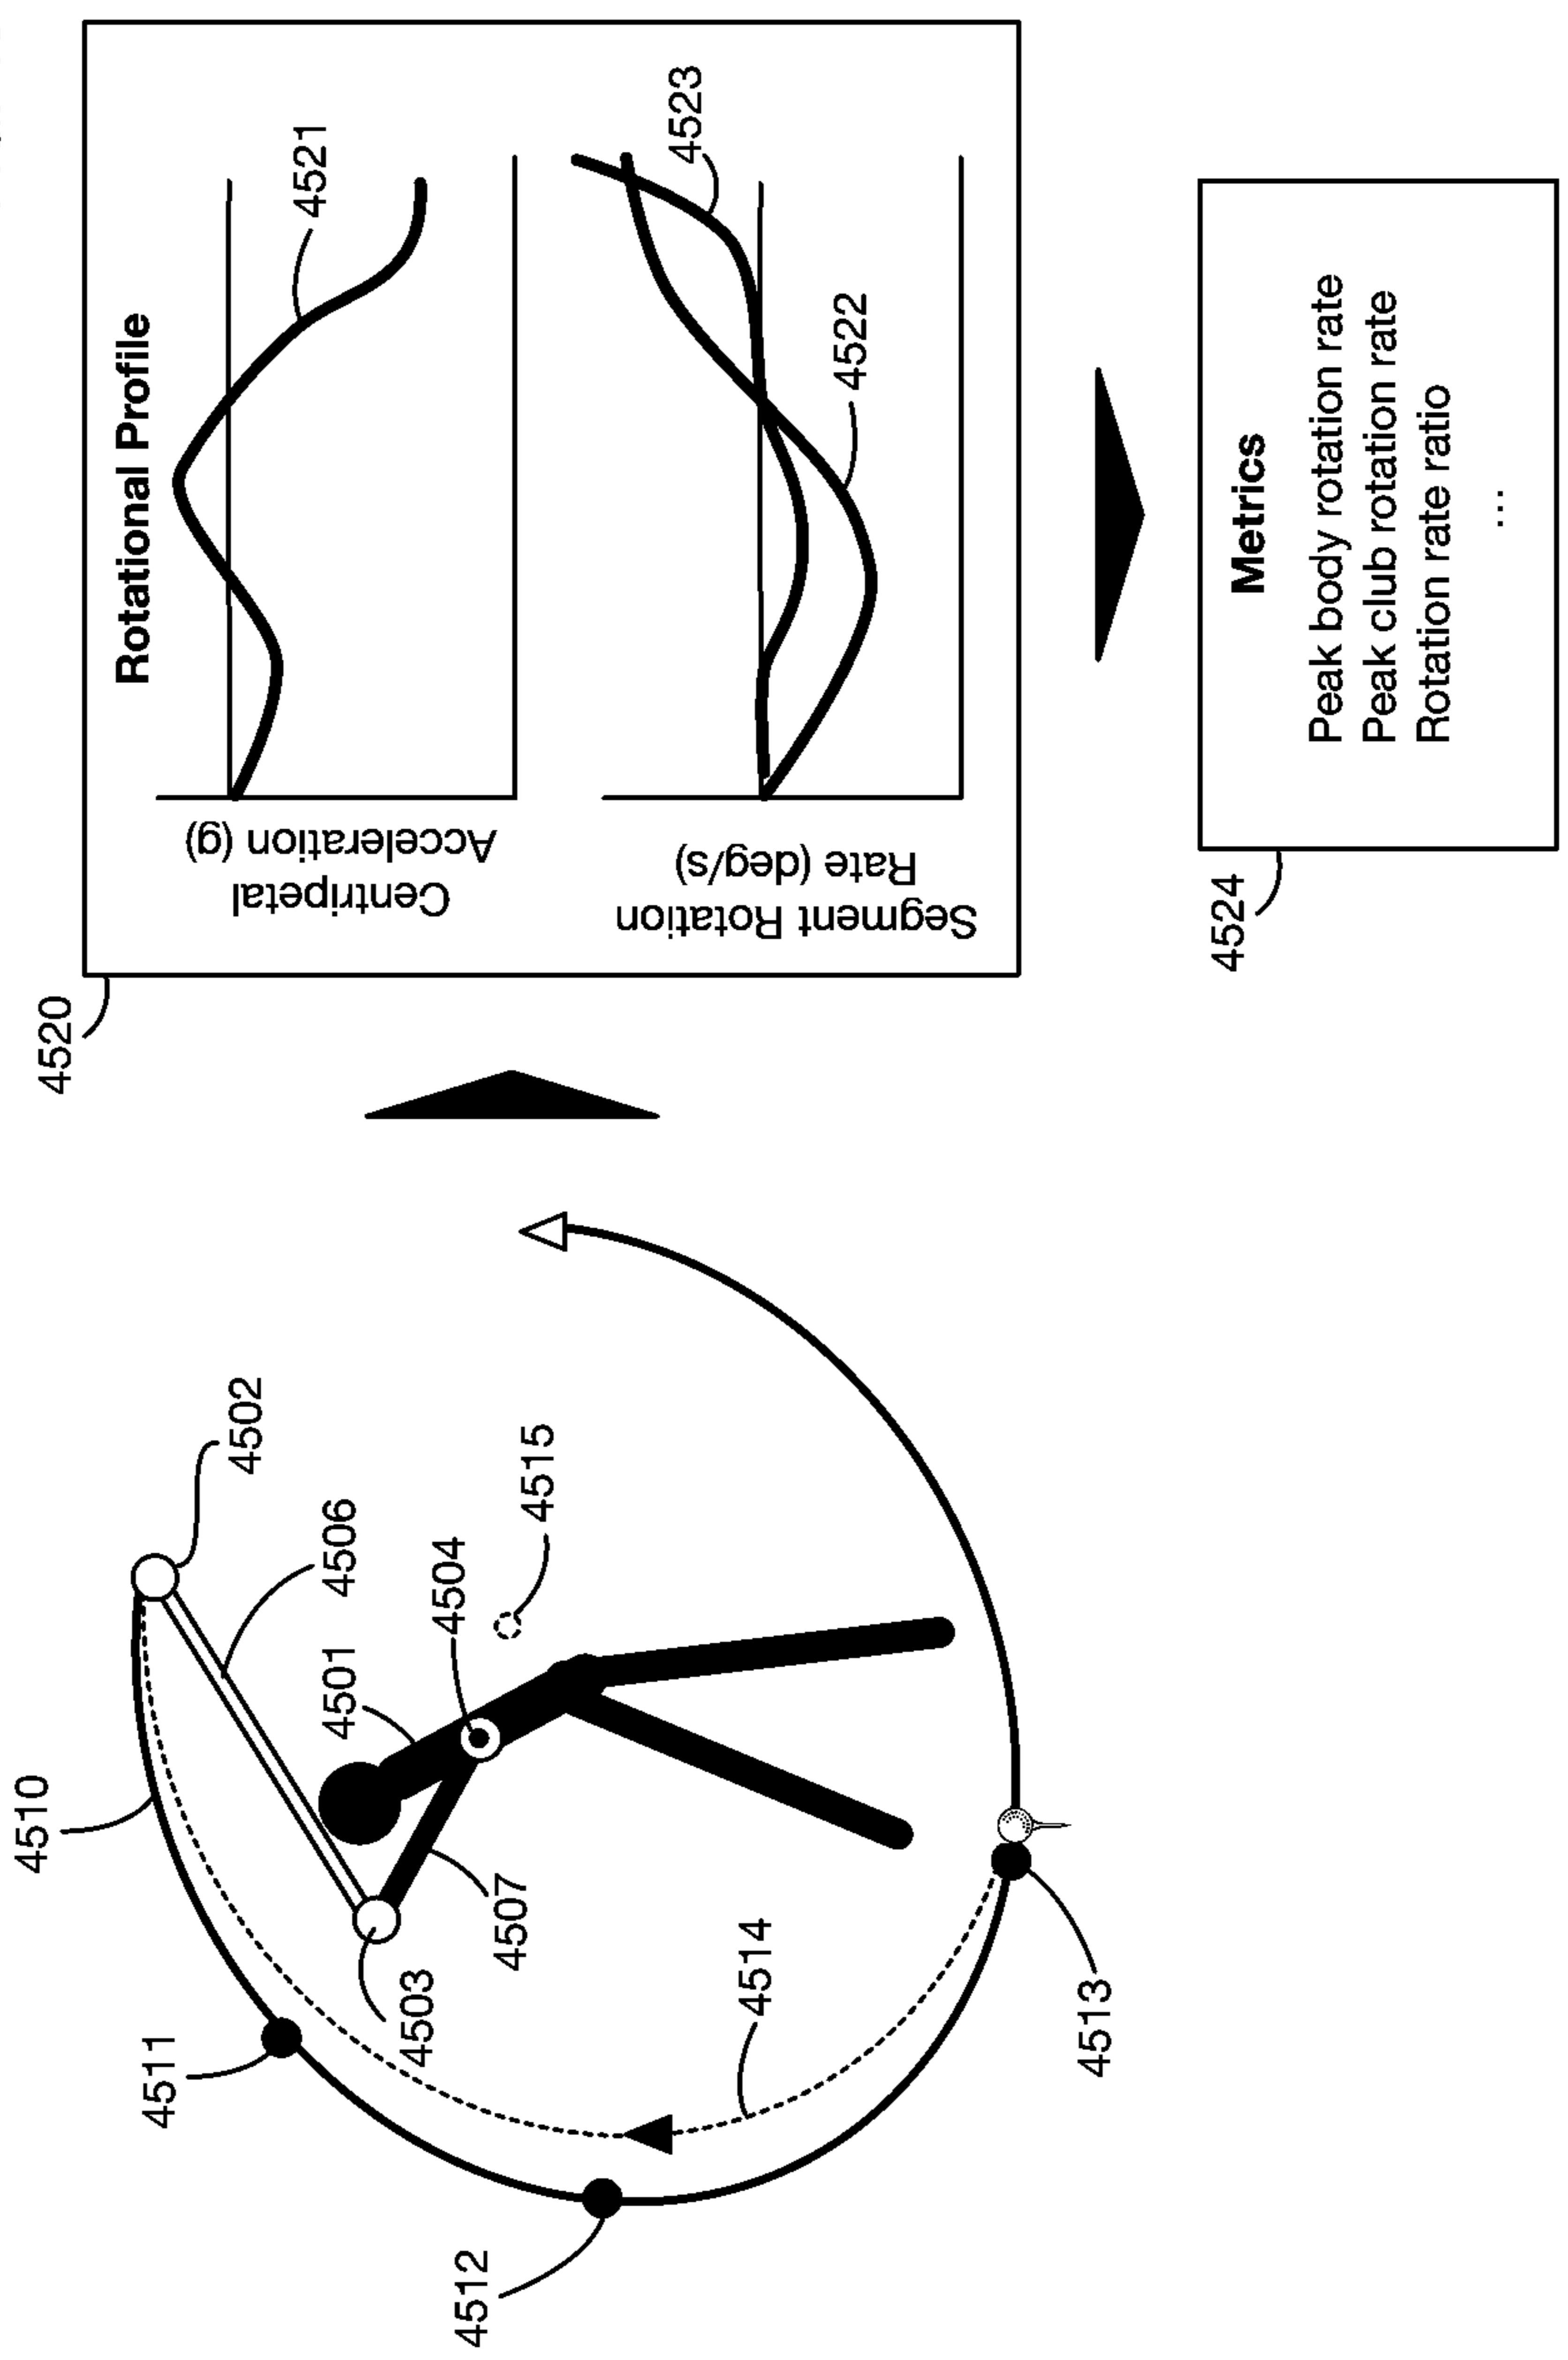 4510
4511
4502
4506
4501
4503
4504
4512
4507
4515
4514
4513
4520
Rotational Profile
Centripetal
Acceleration (g)
4521
Segment Rotation
Rate (deg/s)
4523
4522
4524
Metrics
Peak body rotation rate
Peak club rotation rate
Rotation rate ratio
...